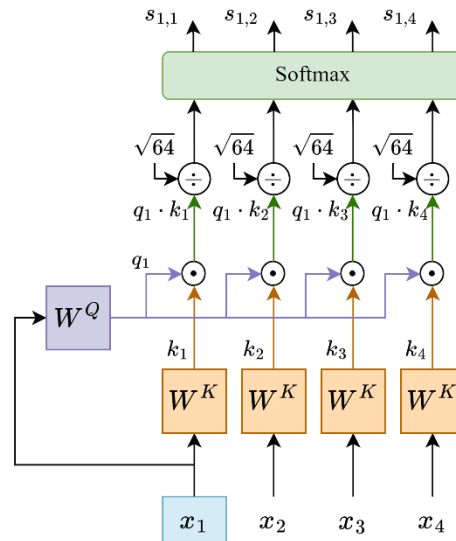 s₁,₁ s₁,₂ s₁,₃ s₁,₄
Softmax
√64 √64 √64 √64
÷ ÷ ÷ ÷
q₁ · k₁ q₁ · k₂ q₁ · k₃ q₁ · k₄
q₁
W^Q
k₁ k₂ k₃ k₄
W^K W^K W^K W^K
x₁ x₂ x₃ x₄